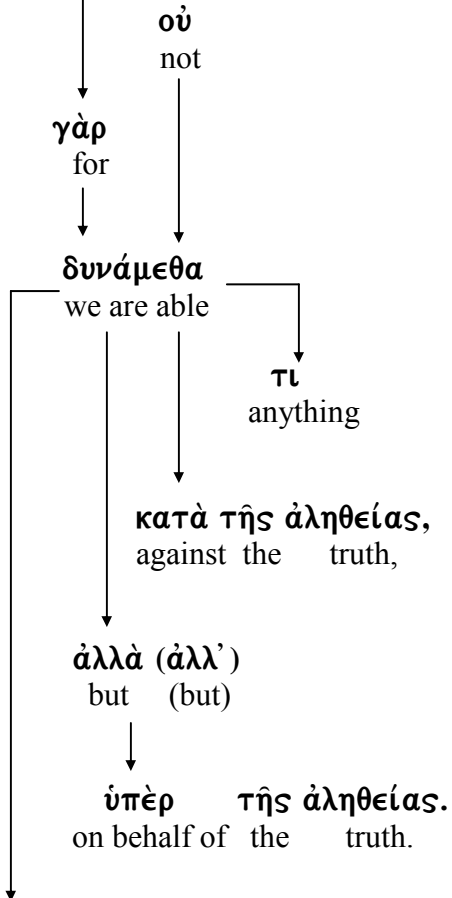 οὐ
not
γὰρ
for
δυνάμεθα
we are able
τι
anything
κατὰ τῆς ἀληθείας,
against the truth,
ἀλλὰ (ἀλλ’)
but (but)
ὑπὲρ τῆς ἀληθείας.
on behalf of the truth.